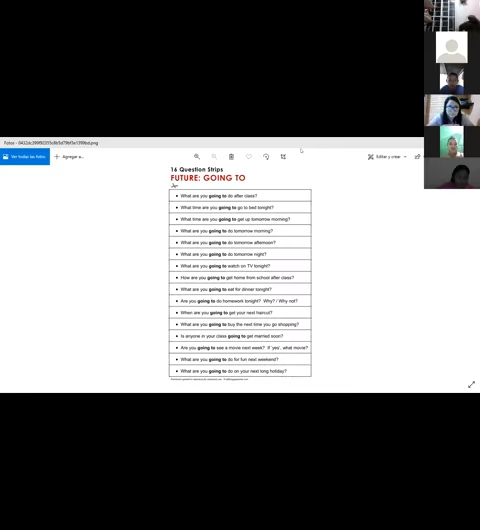 Fotos - 0432dc399f92355c8b5d79bf3e1399bd.png
Ver todas las fotos
Agregar a...
Editar y crear
16 Question Strips
FUTURE: GOING TO
What are you going to do after class?
What time are you going to go to bed tonight?
What time are you going to get up tomorrow morning?
What are you going to do tomorrow morning?
What are you going to do tomorrow afternoon?
What are you going to do tomorrow night?
What are you going to watch on TV tonight?
How are you going to get home from school after class?
What are you going to eat for dinner tonight?
Are you going to do homework tonight? Why? / Why not?
When are you going to get your next haircut?
What are you going to buy the next time you go shopping?
Is anyone in your class going to get married soon?
Are you going to see a movie next week? If 'yes', what movie?
What are you going to do for fun next weekend?
What are you going to do on your next long holiday?